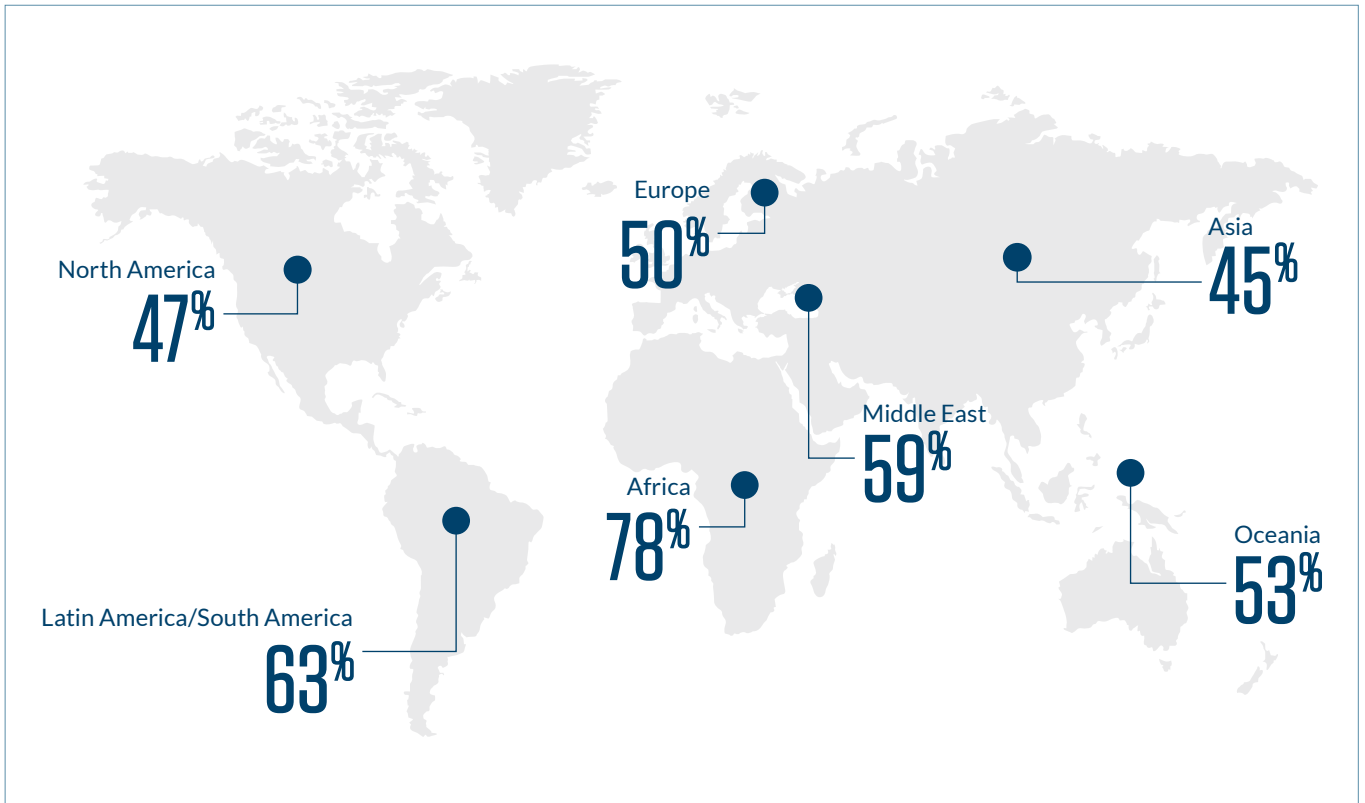 Europe
50%
Asia
45%
North America
47%
Middle East
59%
Africa
78%
Oceania
53%
Latin America/South America
63%